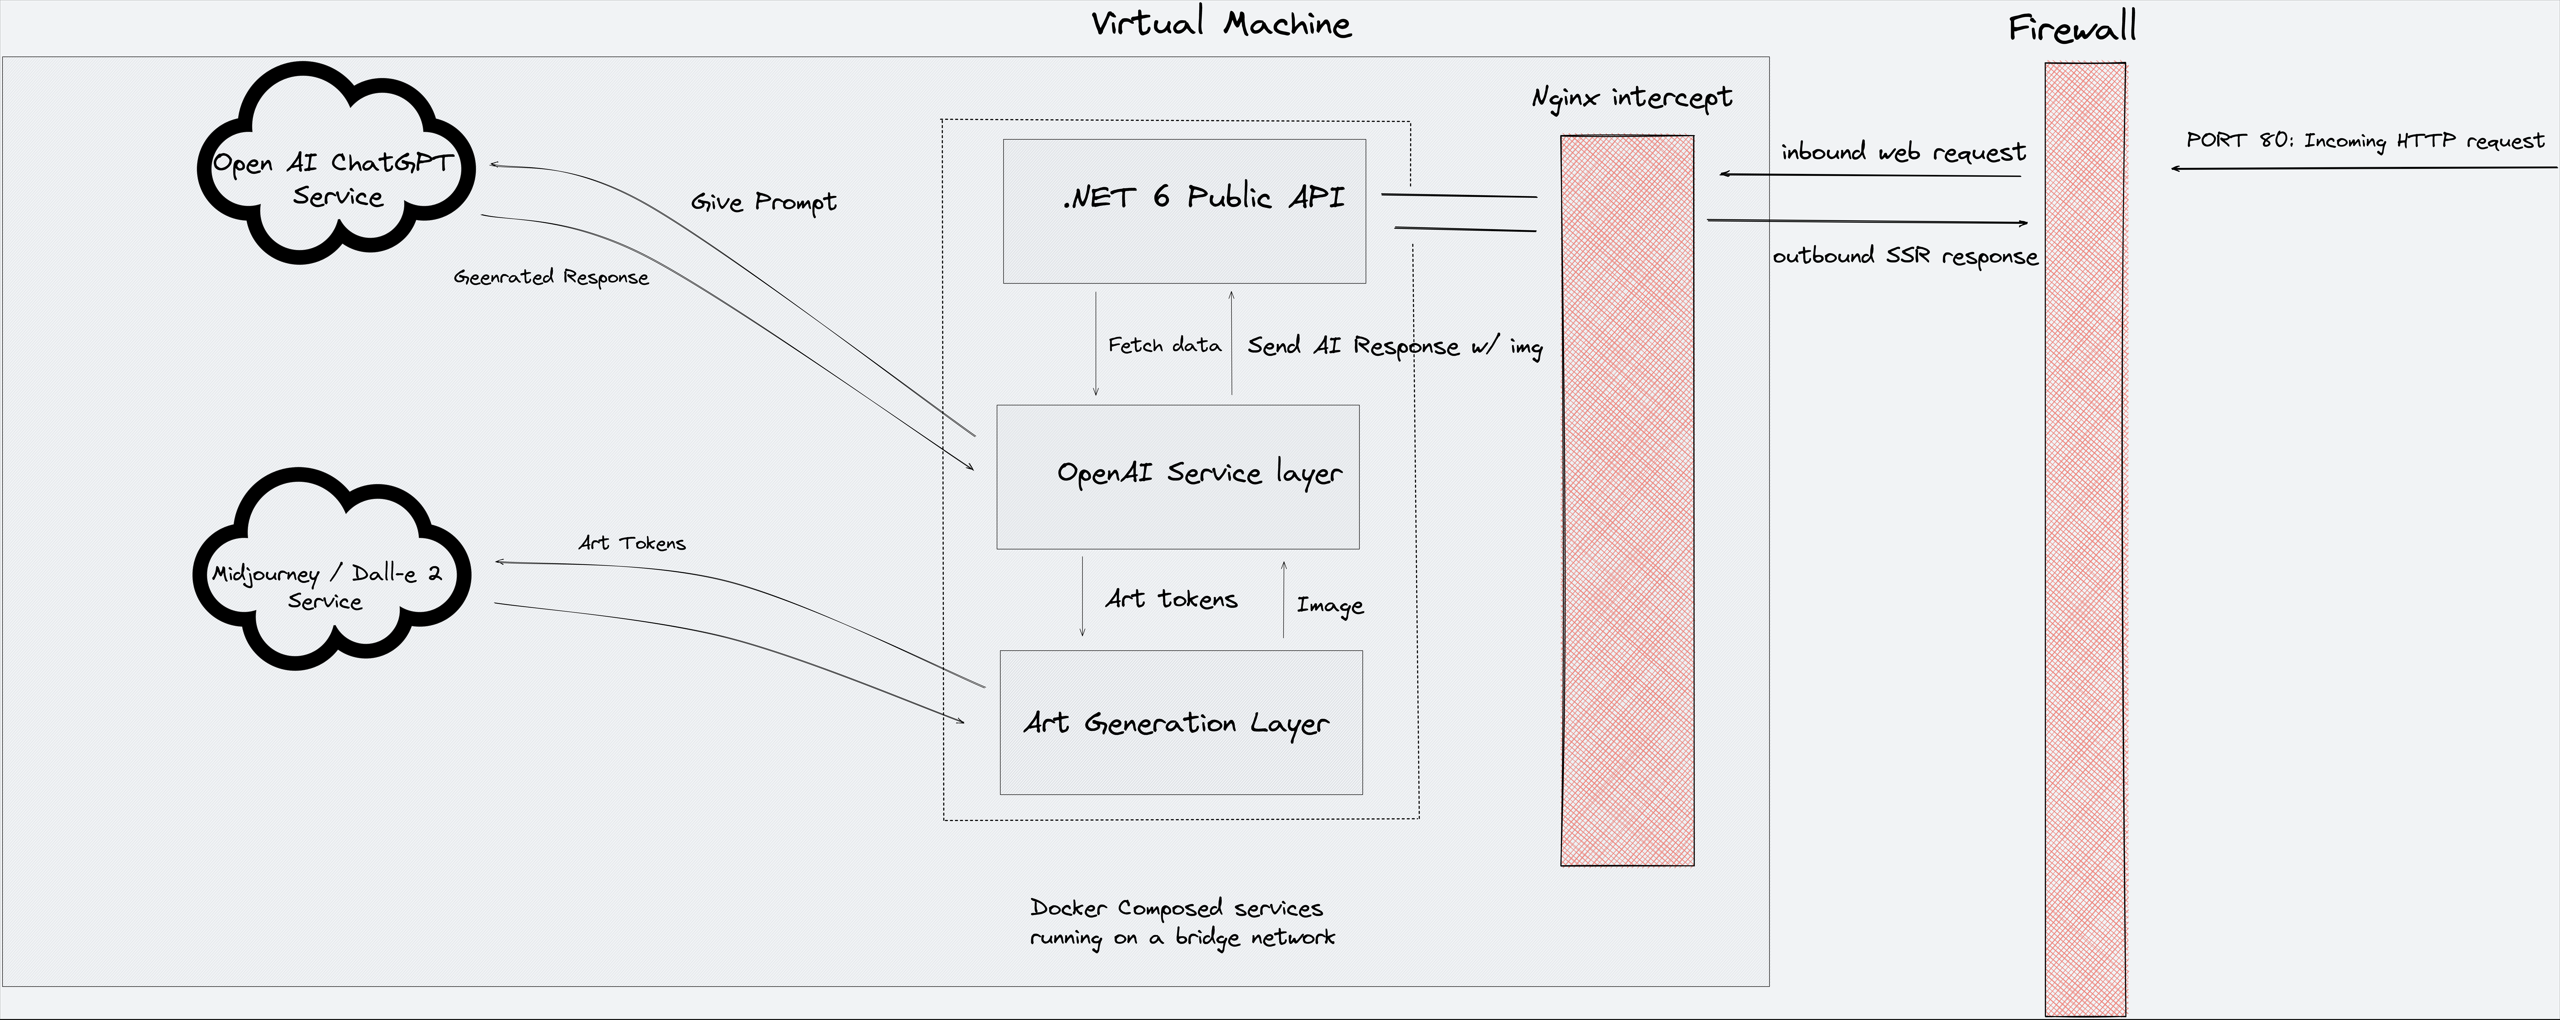 Virtual Machine
Firewall
Nginx intercept
Open AI ChatGPT
Service
Give Prompt
Geenrated Response
.NET 6 Public API
inbound web request
outbound SSR response
PORT 80: Incoming HTTP request
Fetch data
Send AI Response w/ img
OpenAI Service layer
Midjourney / Dall-e 2
Service
Art Tokens
Art tokens
Image
Art Generation Layer
Docker Composed services
running on a bridge network